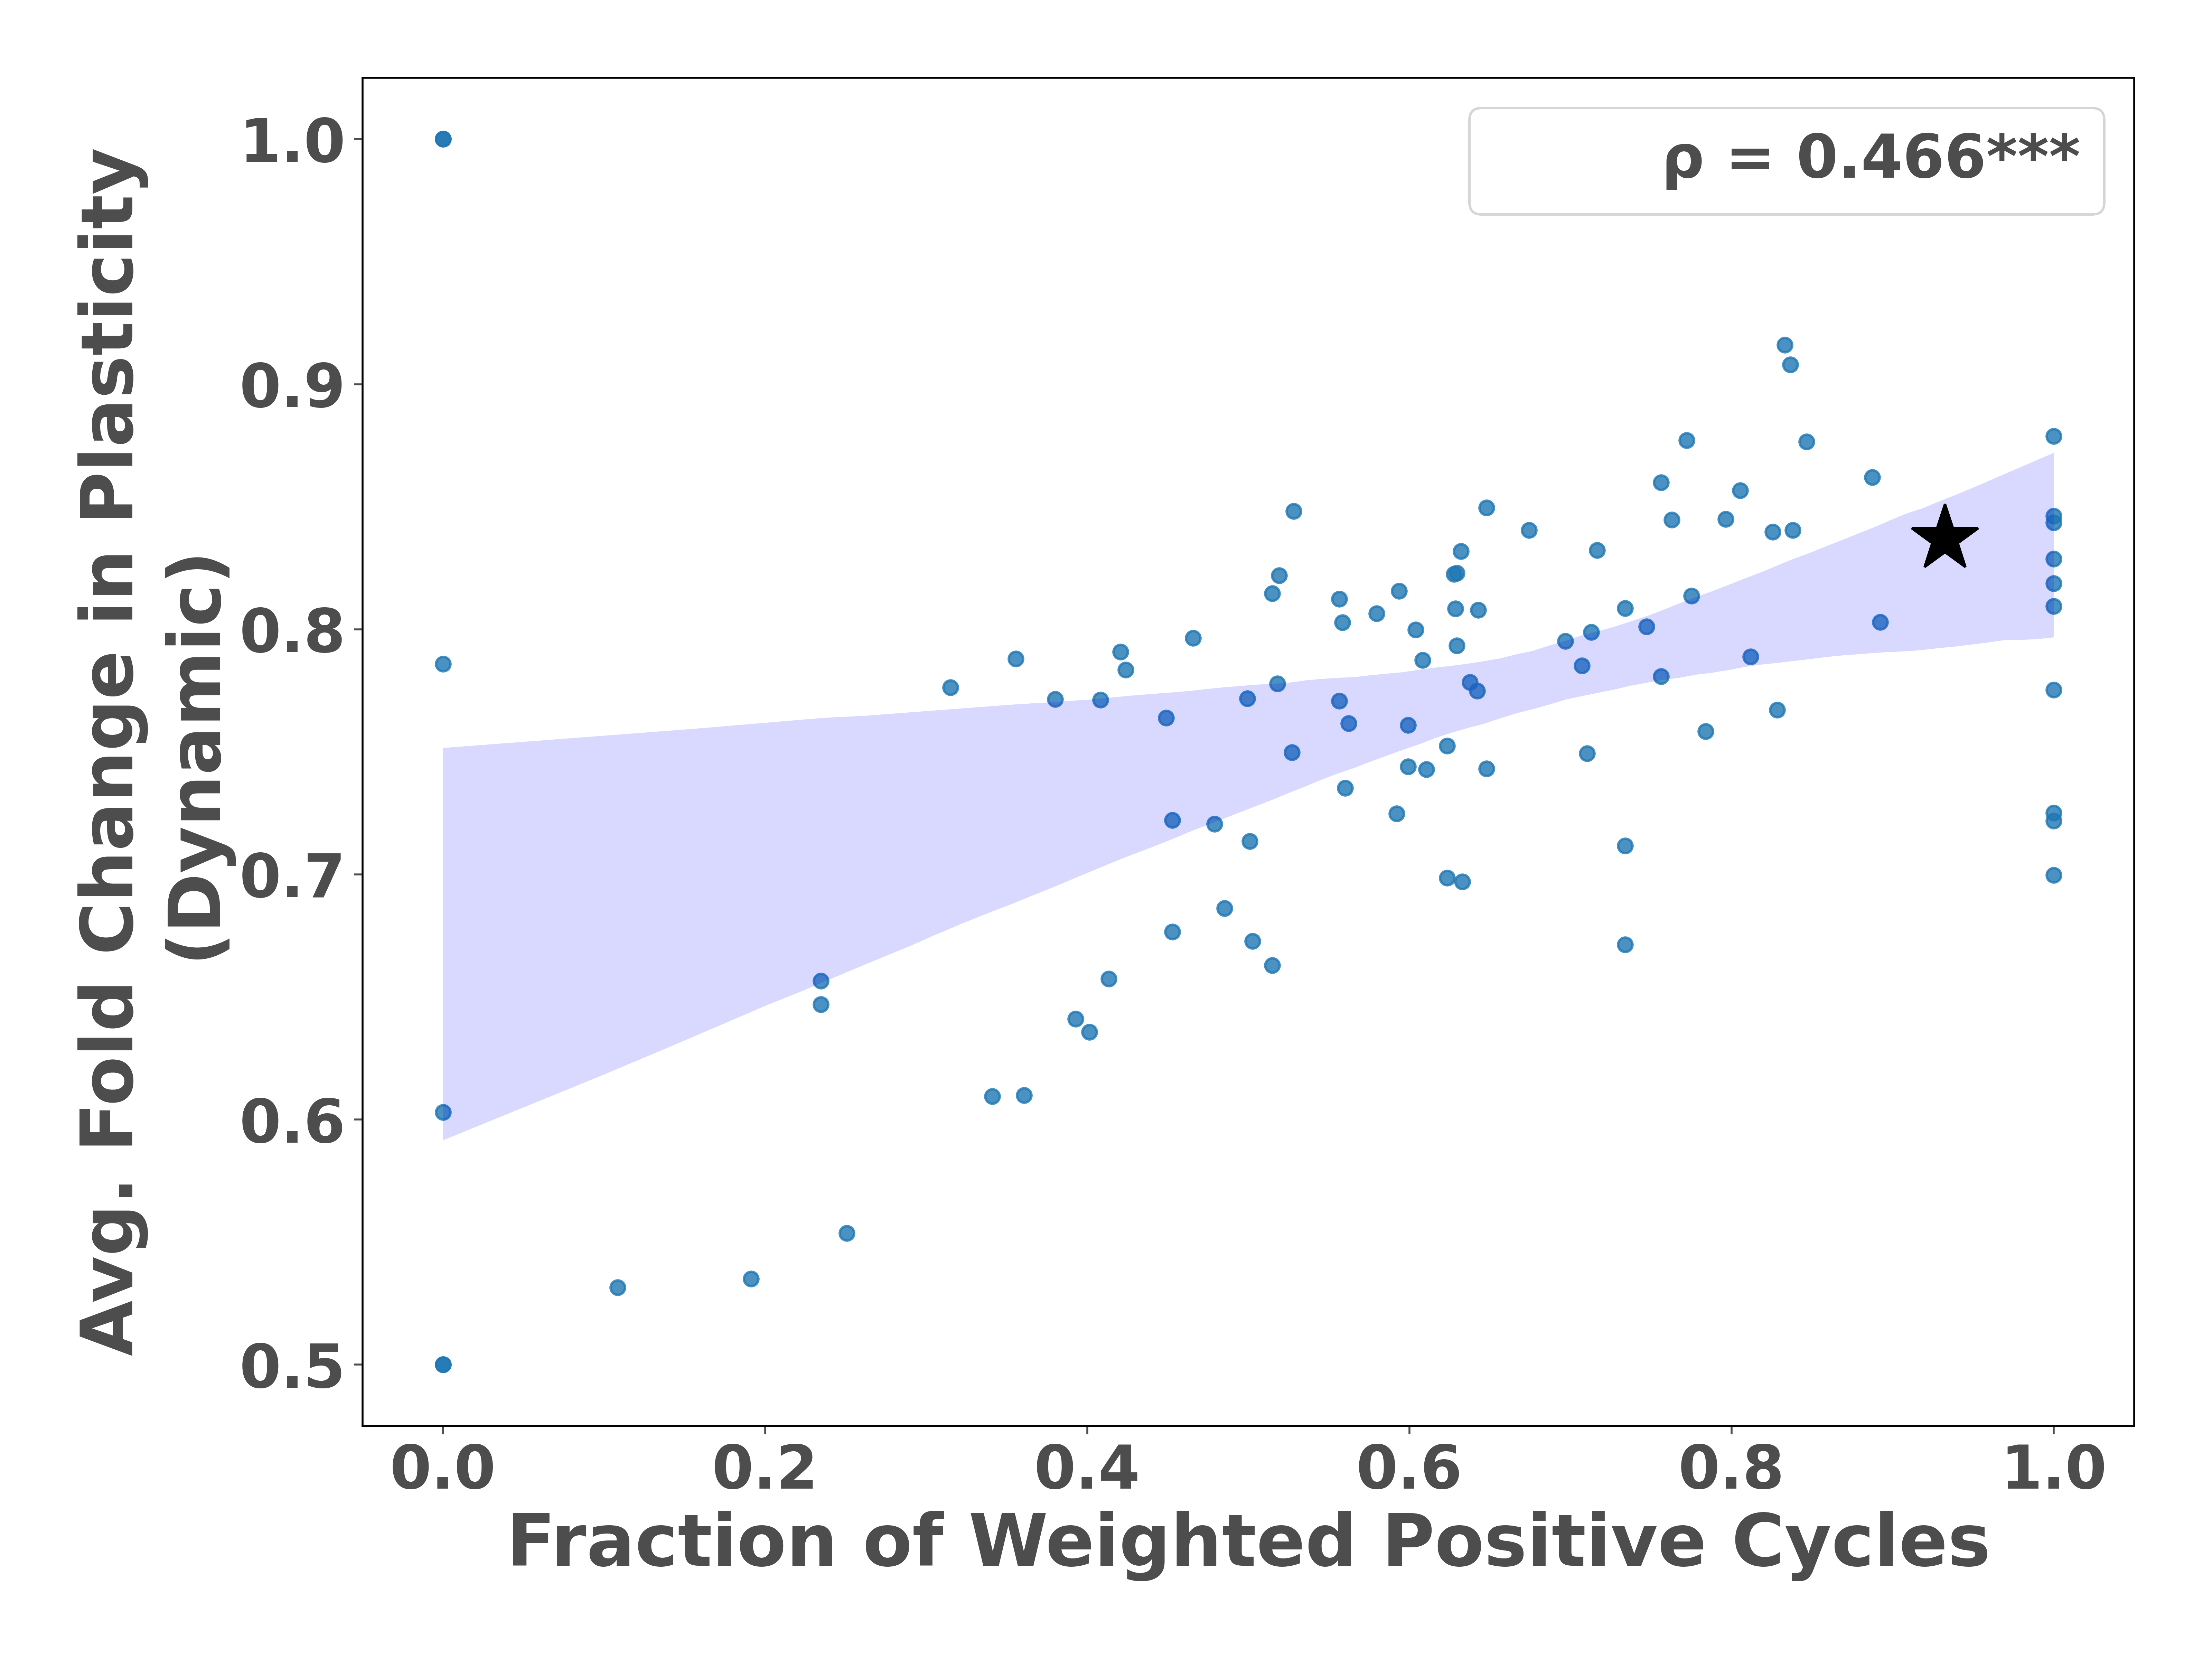 ρ = 0.466***
Avg. Fold Change in Plasticity
(Dynamic)
1.0
0.9
0.8
0.7
0.6
0.5
0.0 0.2 0.4 0.6 0.8 1.0
Fraction of Weighted Positive Cycles